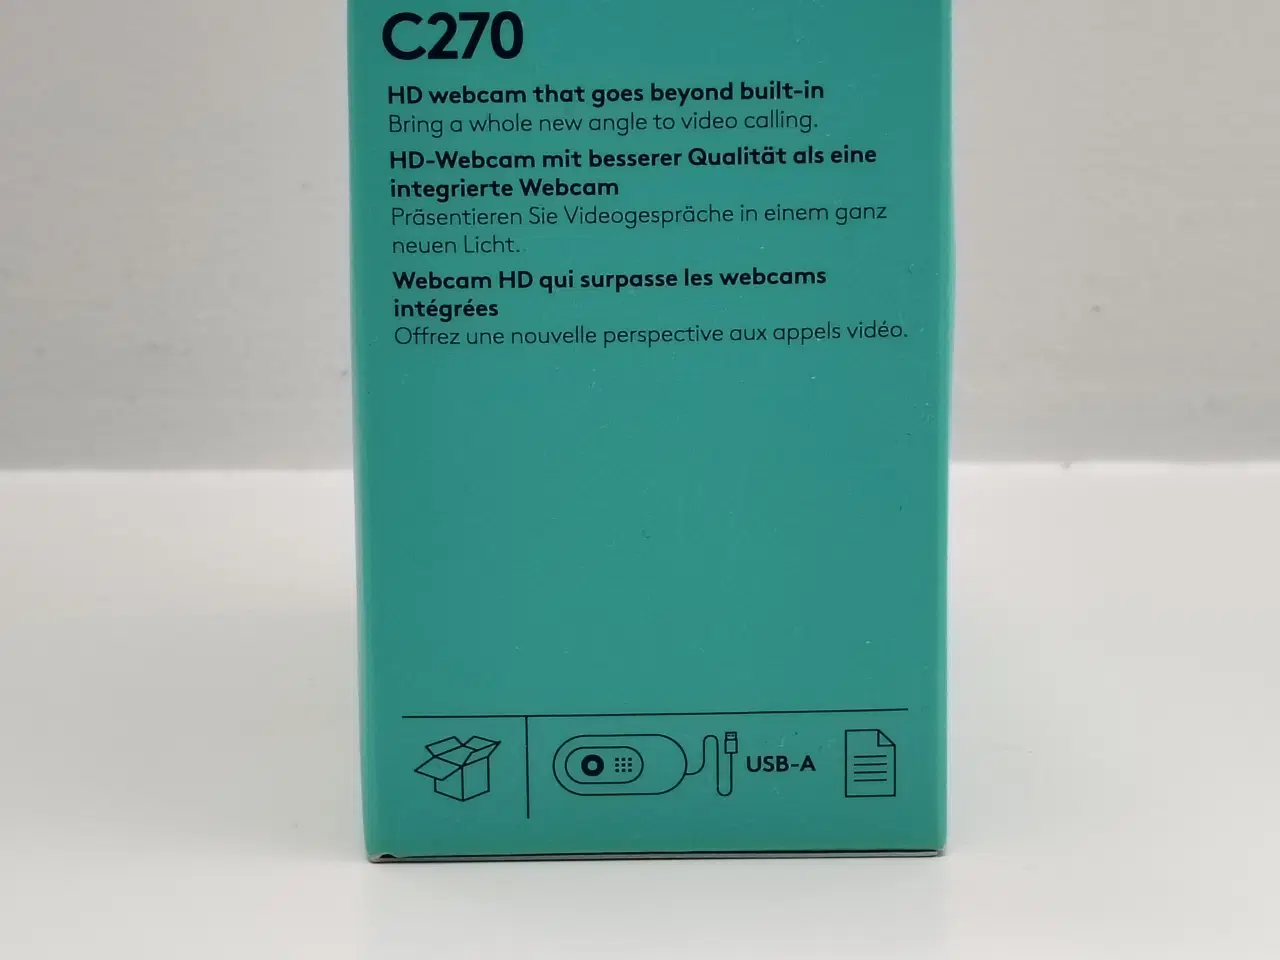 C270
HD webcam that goes beyond built-in
Bring a whole new angle to video calling.
HD-Webcam mit besserer Qualität als eine
integrierte Webcam
Präsentieren Sie Videogespräche in einem ganz
neuen Licht.
Webcam HD qui surpasse les webcams
intégrées
Offrez une nouvelle perspective aux appels vidéo.
USB-A